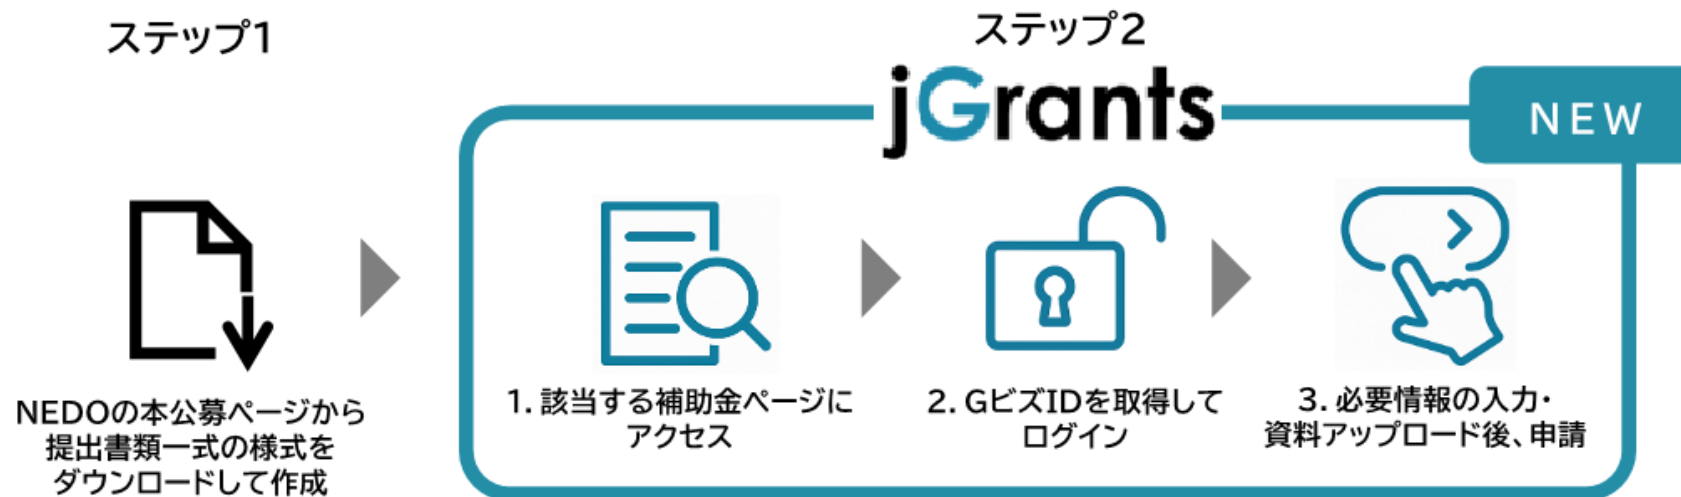 ステップ1
NEDOの本公募ページから
提出書類一式の様式を
ダウンロードして作成
ステップ2
jGrants
NEW
1. 該当する補助金ページに
アクセス
2. GビズIDを取得して
ログイン
3. 必要情報の入力・
資料アップロード後、申請